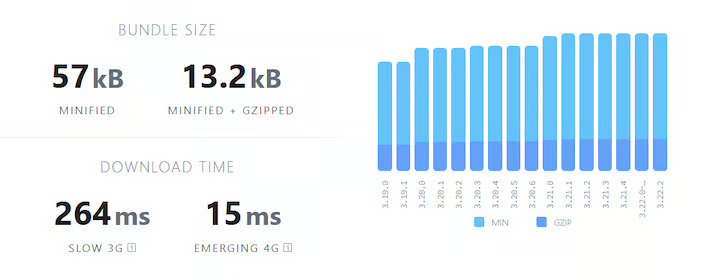 BUNDLE SIZE
57 kB
13.2 kB
MINIFIED
MINIFIED + GZIPPED
DOWNLOAD TIME
264 ms
15 ms
SLOW 3G
EMERGING 4G
3.19.0
3.19.1
3.20.0
3.20.1
3.20.2
3.20.3
3.20.4
3.20.5
3.20.6
3.21.0
3.21.1
3.21.2
3.21.3
3.21.4
3.22.0-…
3.22.2
MIN
GZIP